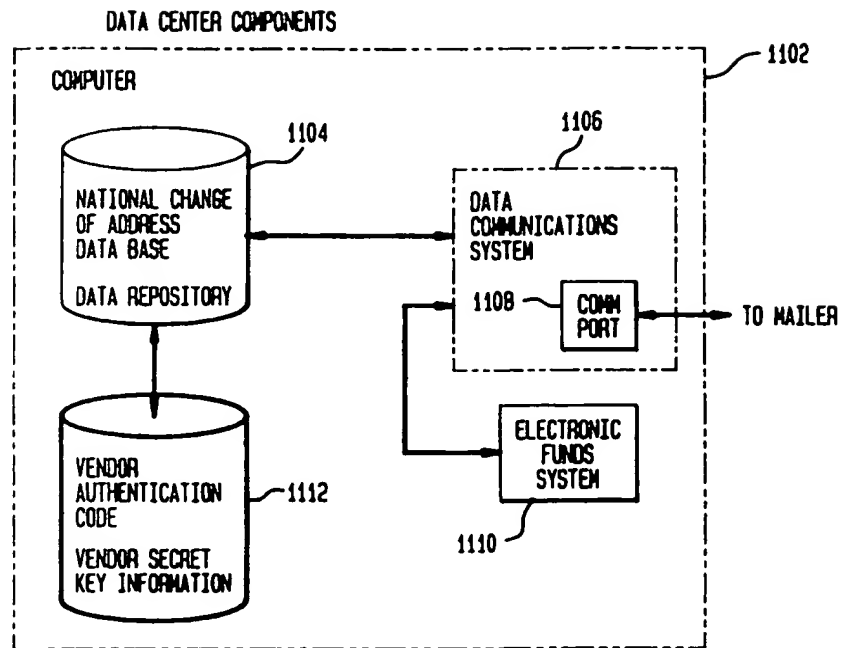 DATA CENTER COMPONENTS
1102
COMPUTER
1104
NATIONAL CHANGE
OF ADDRESS
DATA BASE
DATA REPOSITORY
1106
DATA
COMMUNICATIONS
SYSTEM
1108
COMM
PORT
TO MAILER
VENDOR
AUTHENTICATION
CODE
VENDOR SECRET
KEY INFORMATION
1112
ELECTRONIC
FUNDS
SYSTEM
1110